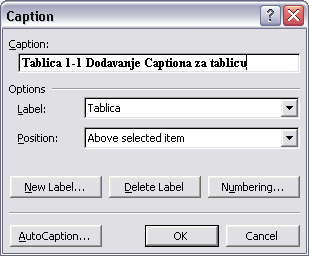 Caption
Caption:
Tablica 1-1 Dodavanje Captiona za tablicu
Options
Label: Tablica
Position: Above selected item
New Label... Delete Label Numbering...
AutoCaption... OK Cancel